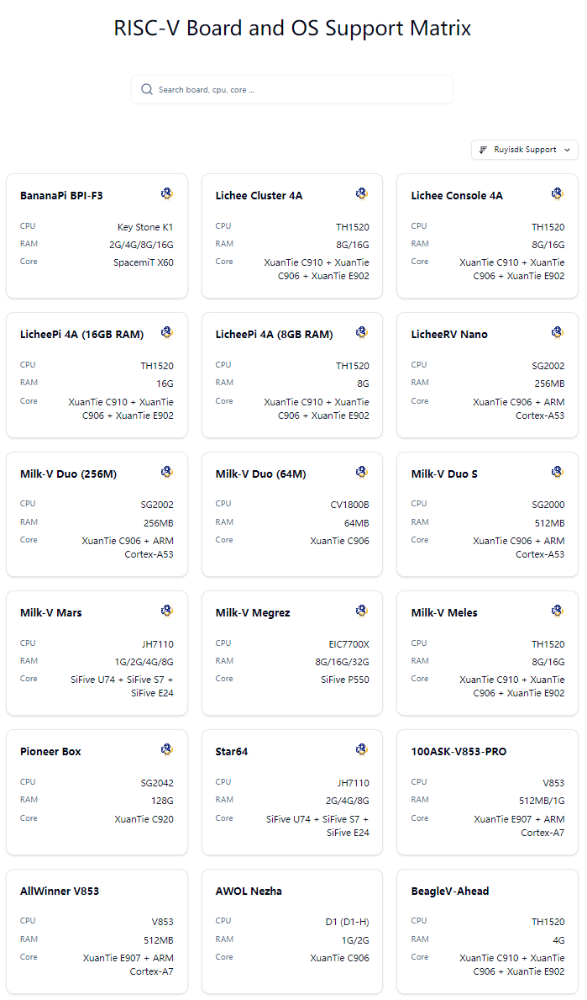 RISC-V Board and OS Support Matrix
Search board, cpu, core ...
Ruyisdk Support
BananaPi BPI-F3
CPU Key Stone K1
RAM 2G/4G/8G/16G
Core SpacemiT X60
Lichee Cluster 4A
CPU TH1520
RAM 8G/16G
Core XuanTie C910 + XuanTie
C906 + XuanTie E902
Lichee Console 4A
CPU TH1520
RAM 8G/16G
Core XuanTie C910 + XuanTie
C906 + XuanTie E902
LicheePi 4A (16GB RAM)
CPU TH1520
RAM 16G
Core XuanTie C910 + XuanTie
C906 + XuanTie E902
LicheePi 4A (8GB RAM)
CPU TH1520
RAM 8G
Core XuanTie C910 + XuanTie
C906 + XuanTie E902
LicheeRV Nano
CPU SG2002
RAM 256MB
Core XuanTie C906 + ARM
Cortex-A53
Milk-V Duo (256M)
CPU SG2002
RAM 256MB
Core XuanTie C906 + ARM
Cortex-A53
Milk-V Duo (64M)
CPU CV1800B
RAM 64MB
Core XuanTie C906
Milk-V Duo S
CPU SG2000
RAM 512MB
Core XuanTie C906 + ARM
Cortex-A53
Milk-V Mars
CPU JH7110
RAM 1G/2G/4G/8G
Core SiFive U74 + SiFive S7 +
SiFive E24
Milk-V Megrez
CPU EIC7700X
RAM 8G/16G/32G
Core SiFive P550
Milk-V Meles
CPU TH1520
RAM 8G/16G
Core XuanTie C910 + XuanTie
C906 + XuanTie E902
Pioneer Box
CPU SG2042
RAM 128G
Core XuanTie C920
Star64
CPU JH7110
RAM 2G/4G/8G
Core SiFive U74 + SiFive S7 +
SiFive E24
100ASK-V853-PRO
CPU V853
RAM 512MB/1G
Core XuanTie E907 + ARM
Cortex-A7
AllWinner V853
CPU V853
RAM 512MB
Core XuanTie E907 + ARM
Cortex-A7
AWOL Nezha
CPU D1 (D1-H)
RAM 1G/2G
Core XuanTie C906
BeagleV-Ahead
CPU TH1520
RAM 4G
Core XuanTie C910 + XuanTie
C906 + XuanTie E902